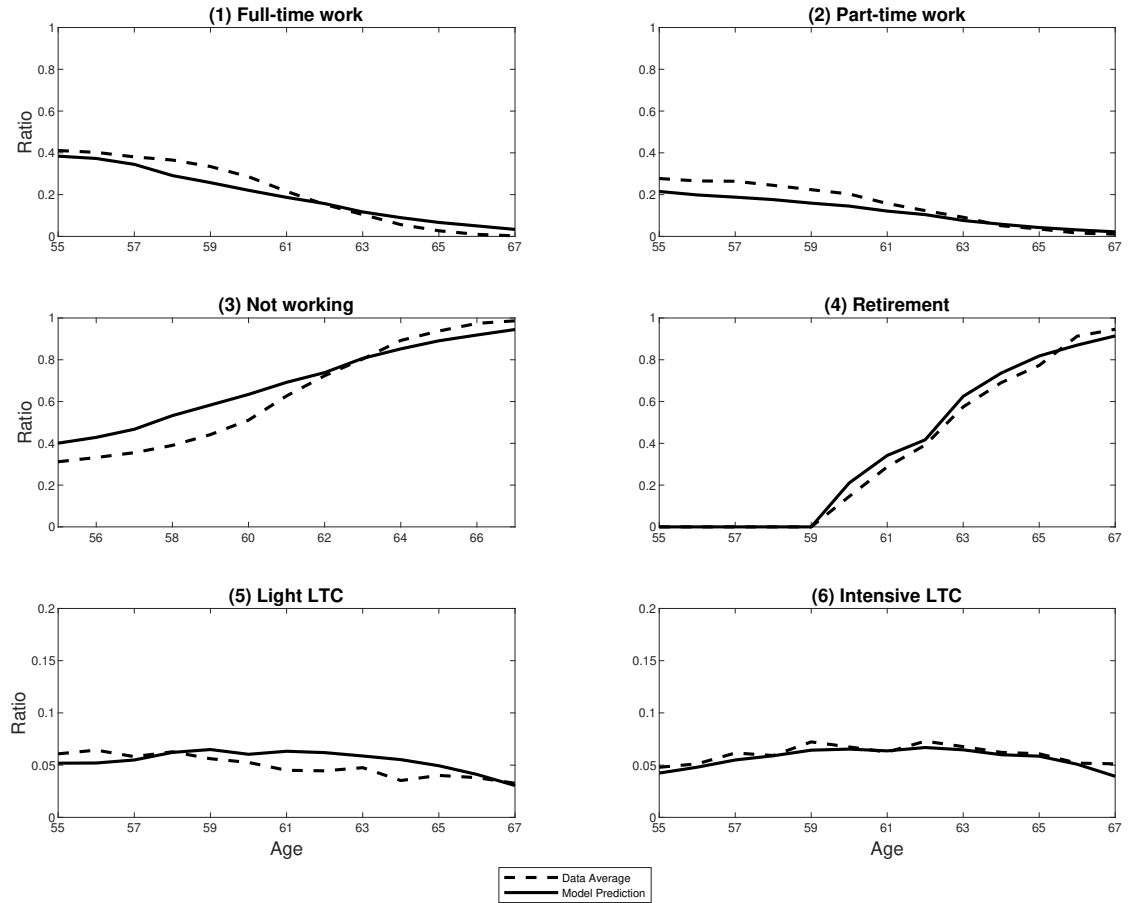 (1) Full-time work
1
0.8
0.6
0.4
0.2
0
Ratio
55 57 59 61 63 65 67
(2) Part-time work
1
0.8
0.6
0.4
0.2
0
55 57 59 61 63 65 67
(3) Not working
1
0.8
0.6
0.4
0.2
0
Ratio
56 58 60 62 64 66
(4) Retirement
1
0.8
0.6
0.4
0.2
0
55 57 59 61 63 65 67
(5) Light LTC
0.2
0.15
0.1
0.05
0
Ratio
55 57 59 61 63 65 67
Age
(6) Intensive LTC
0.2
0.15
0.1
0.05
0
55 57 59 61 63 65 67
Age
Data Average
Model Prediction